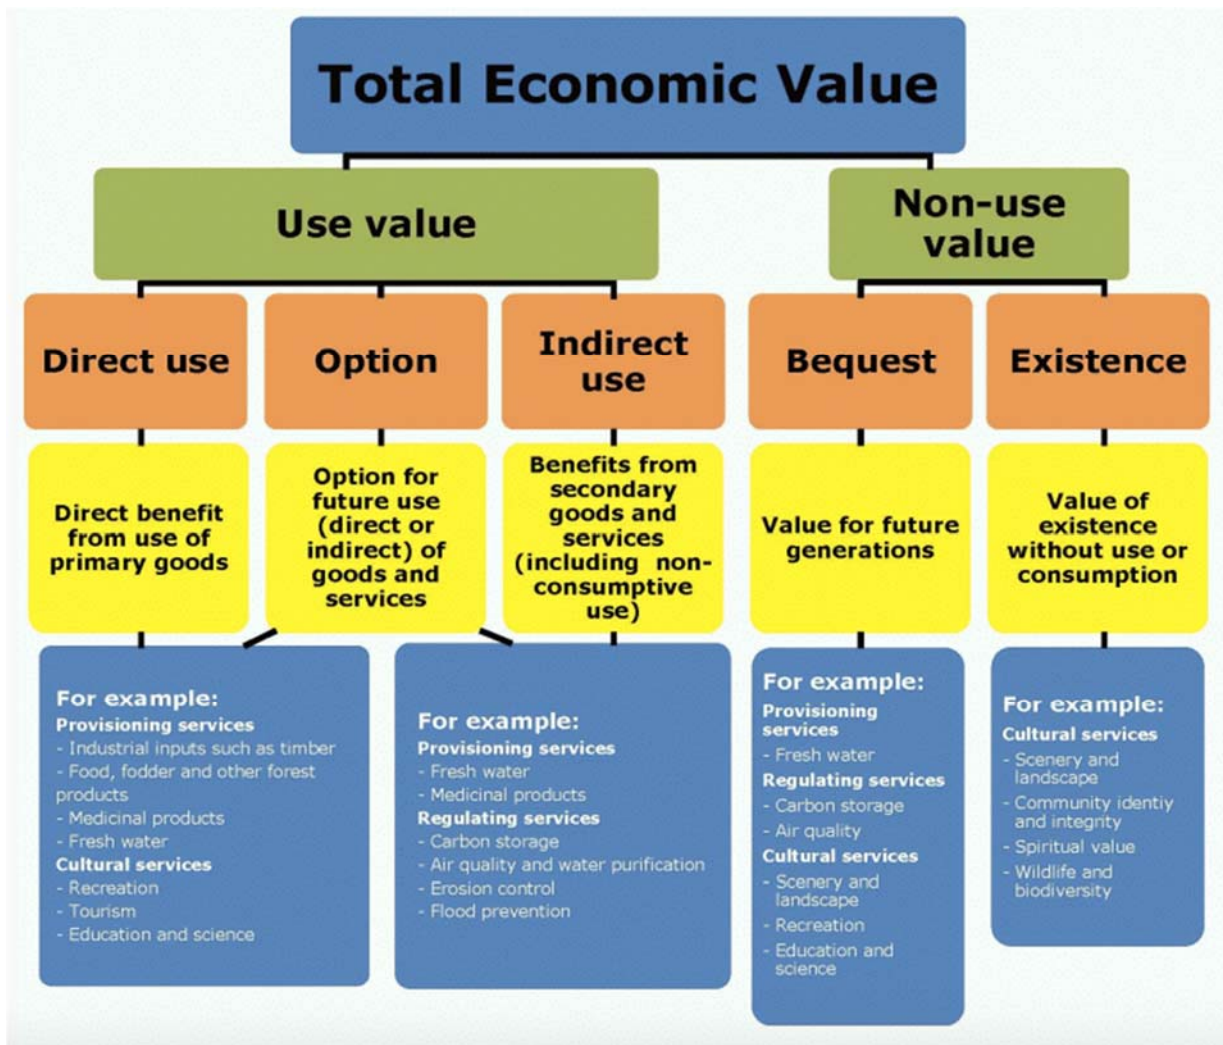 Total Economic Value
Use value
Non-use
value
Direct use
Option
Indirect
use
Bequest
Existence
Direct benefit
from use of
primary goods
Option for
future use
(direct or
indirect) of
goods and
services
Benefits from
secondary
goods and
services
(including non-
consumptive
use)
Value for future
generations
Value of
existence
without use or
consumption
For example:
Provisioning services
- Industrial inputs such as timber
- Food, fodder and other forest
products
- Medicinal products
- Fresh water
Cultural services
- Recreation
- Tourism
- Education and science
For example:
Provisioning services
- Fresh water
- Medicinal products
Regulating services
- Carbon storage
- Air quality and water purification
- Erosion control
- Flood prevention
For example:
Provisioning
services
- Fresh water
Regulating services
- Carbon storage
- Air quality
Cultural services
- Scenery and
landscape
- Recreation
- Education and
science
For example:
Cultural services
- Scenery and
landscape
- Community identiy
and integrity
- Spiritual value
- Wildlife and
biodiversity